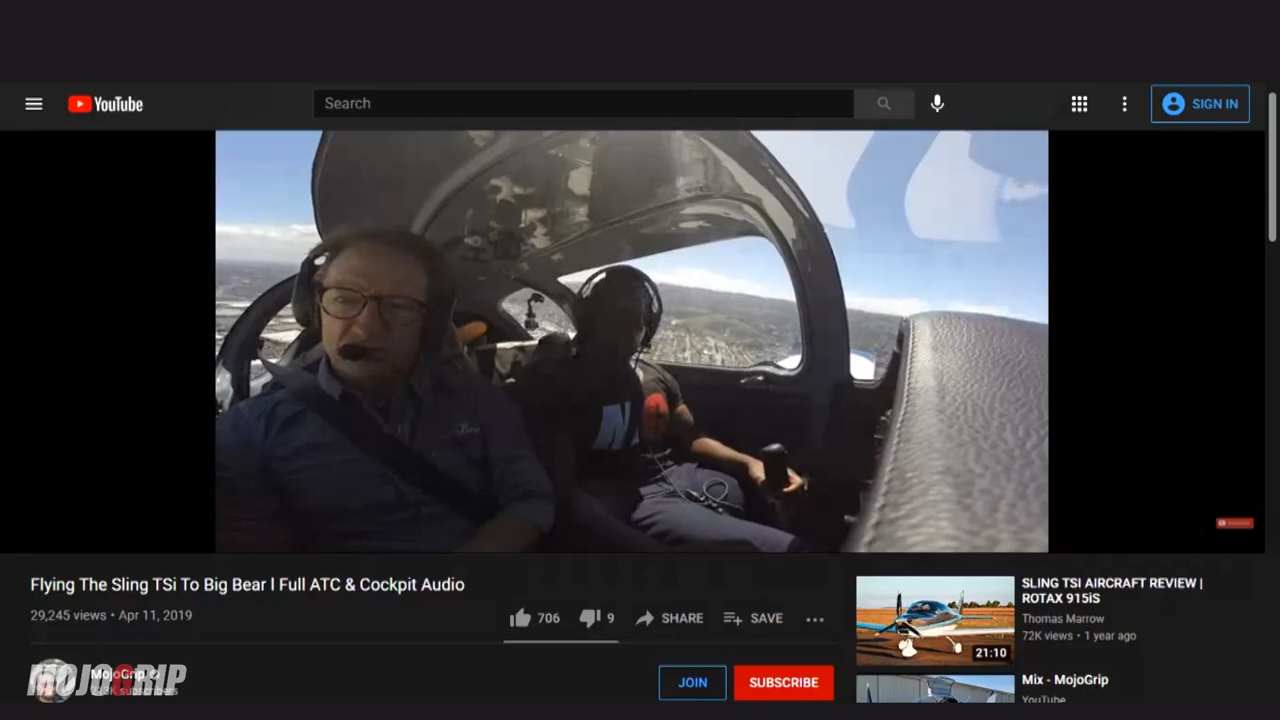 YouTube
Search
SIGN IN
Flying The Sling TSi To Big Bear l Full ATC & Cockpit Audio
29,245 views • Apr 11, 2019
706
9
SHARE
SAVE
MojoGrip
subscribers
MOJOGRIP
JOIN
SUBSCRIBE
21:10
SLING TSI AIRCRAFT REVIEW |
ROTAX 915iS
Thomas Marrow
72K views • 1 year ago
Mix - MojoGrip
YouTube